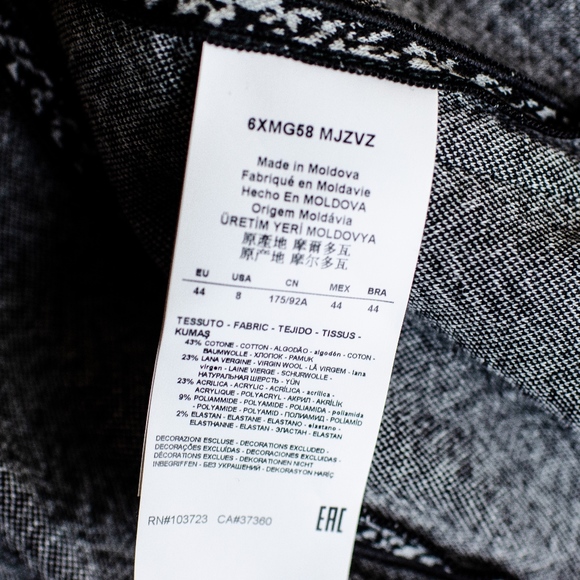 6XMG58 MJZVZ
Made in Moldova
Fabriqué en Moldavie
Hecho En MOLDOVA
Origem Moldávia
ÜRETİM YERİ MOLDOVYA
原產地 摩爾多瓦
原产地 摩尔多瓦
EU USA CN MEX BRA
44 8 175/92A 44 44
TESSUTO - FABRIC - TEJIDO - TISSUS -
KUMAŞ
43% COTONE - COTTON - ALGODÃO - algodón - COTON -
BAUMWOLLE - ХЛОПОК - PAMUK
23% LANA VERGINE - VIRGIN WOOL - LÃ VIRGEM - lana
virgen - LAINE VIERGE - SCHURWOLLE -
НАТУРАЛЬНАЯ ШЕРСТЬ - YÜN
23% ACRILICA - ACRYLIC - ACRÍLICA - acrílica -
ACRYLIQUE - POLYACRYL - АКРИЛ - AKRİLİK
9% POLIAMMIDE - POLYAMIDE - POLIAMIDA - poliamida
- POLYAMIDE - POLYAMID - ПОЛИАМИД - POLİAMİD
2% ELASTAN - ELASTANE - ELASTANO - elastano -
ELASTHANNE - ELASTAN - ЭЛАСТАН - ELASTAN
DECORAZIONI ESCLUSE - DECORATIONS EXCLUDED -
DECORAÇÕES EXCLUÍDAS - DECORACIONES EXCLUIDAS -
DÉCORATIONS EXCLUES - DEKORATIONEN NICHT
INBEGRIFFEN - БЕЗ УКРАШЕНИЙ - DEKORASYON HARİÇ
RN#103723 CA#37360 EAC